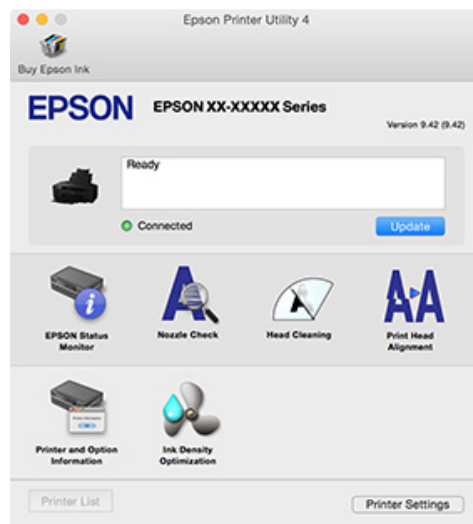 Epson Printer Utility 4
Buy Epson Ink
EPSON
EPSON XX-XXXXX Series
Version 9.42 (9.42)
Ready
Connected
Update
EPSON Status
Monitor
Nozzle Check
Head Cleaning
Print Head
Alignment
Printer and Option
Information
Ink Density
Optimization
Printer List
Printer Settings